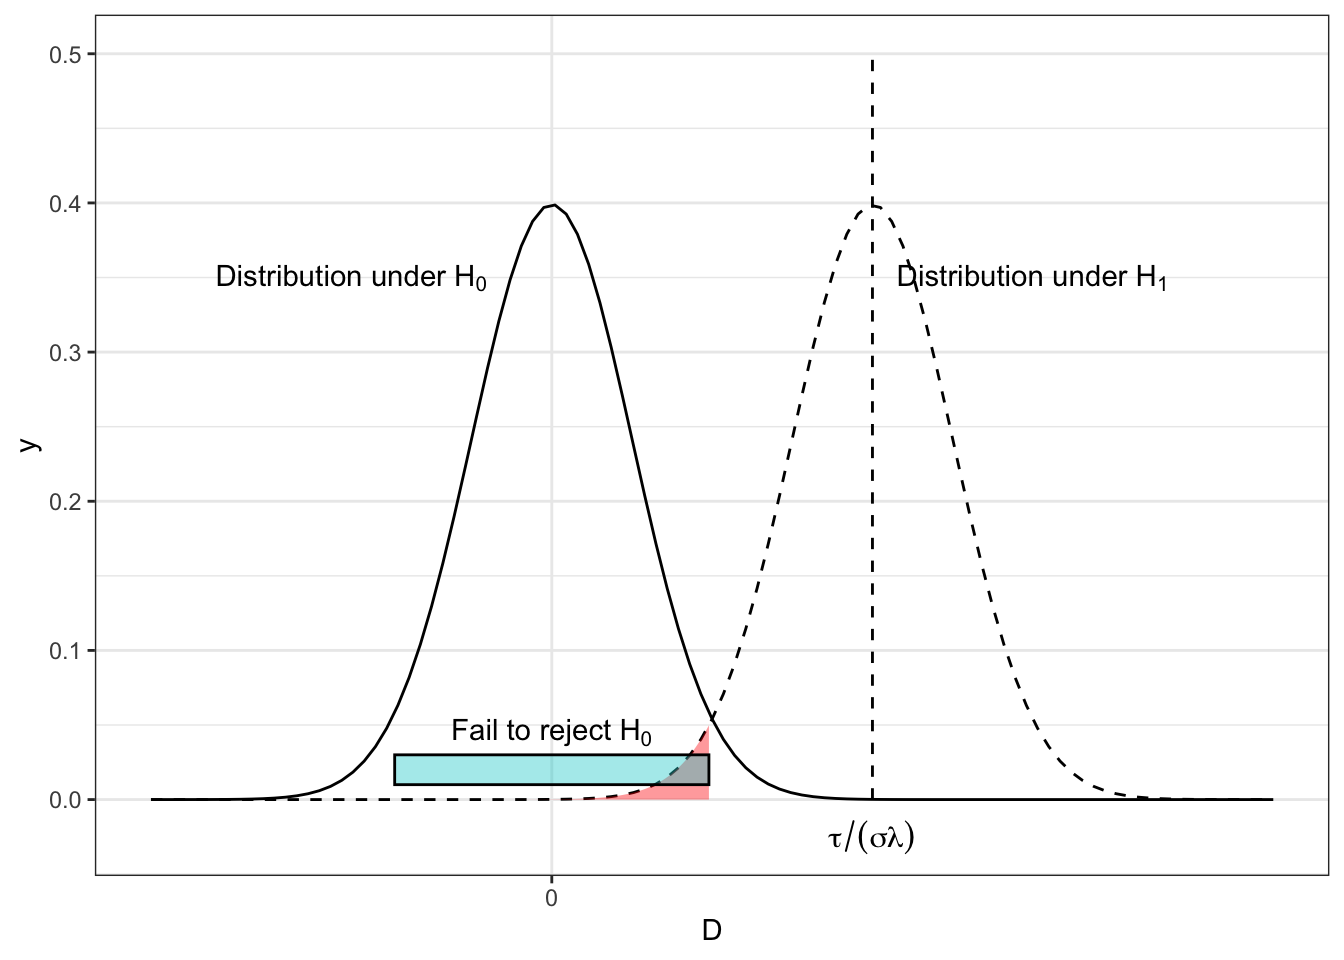 0.5
0.4
Distribution under H₀
Distribution under H₁
0.3
y
0.2
0.1
Fail to reject H₀
0.0
τ/(σλ)
0
D